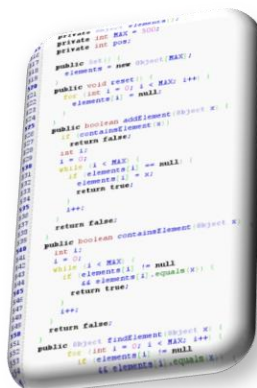 private int MAX = 500;
private int pos;
public Set() {
elements = new Object[MAX];
}
public void reset() {
for (int i = 0; i < MAX; i++)
elements[i] = null;
}
public boolean addElement(Object x)
if (containsElement(x))
return false;
int i;
i = 0;
while (i < MAX) {
if (elements[i] == null) {
elements[i] = x;
return true;
}
i++;
}
return false;
public boolean containsElement(Object x)
int i;
i = 0;
while (i < MAX) {
if (elements[i] != null
&& elements[i].equals(x)) {
return true;
}
i++;
}
return false;
public Object findElement(Object x)
for (int i = 0; i < MAX; i++)
if (elements[i] != null
&& elements[i].equals(x)